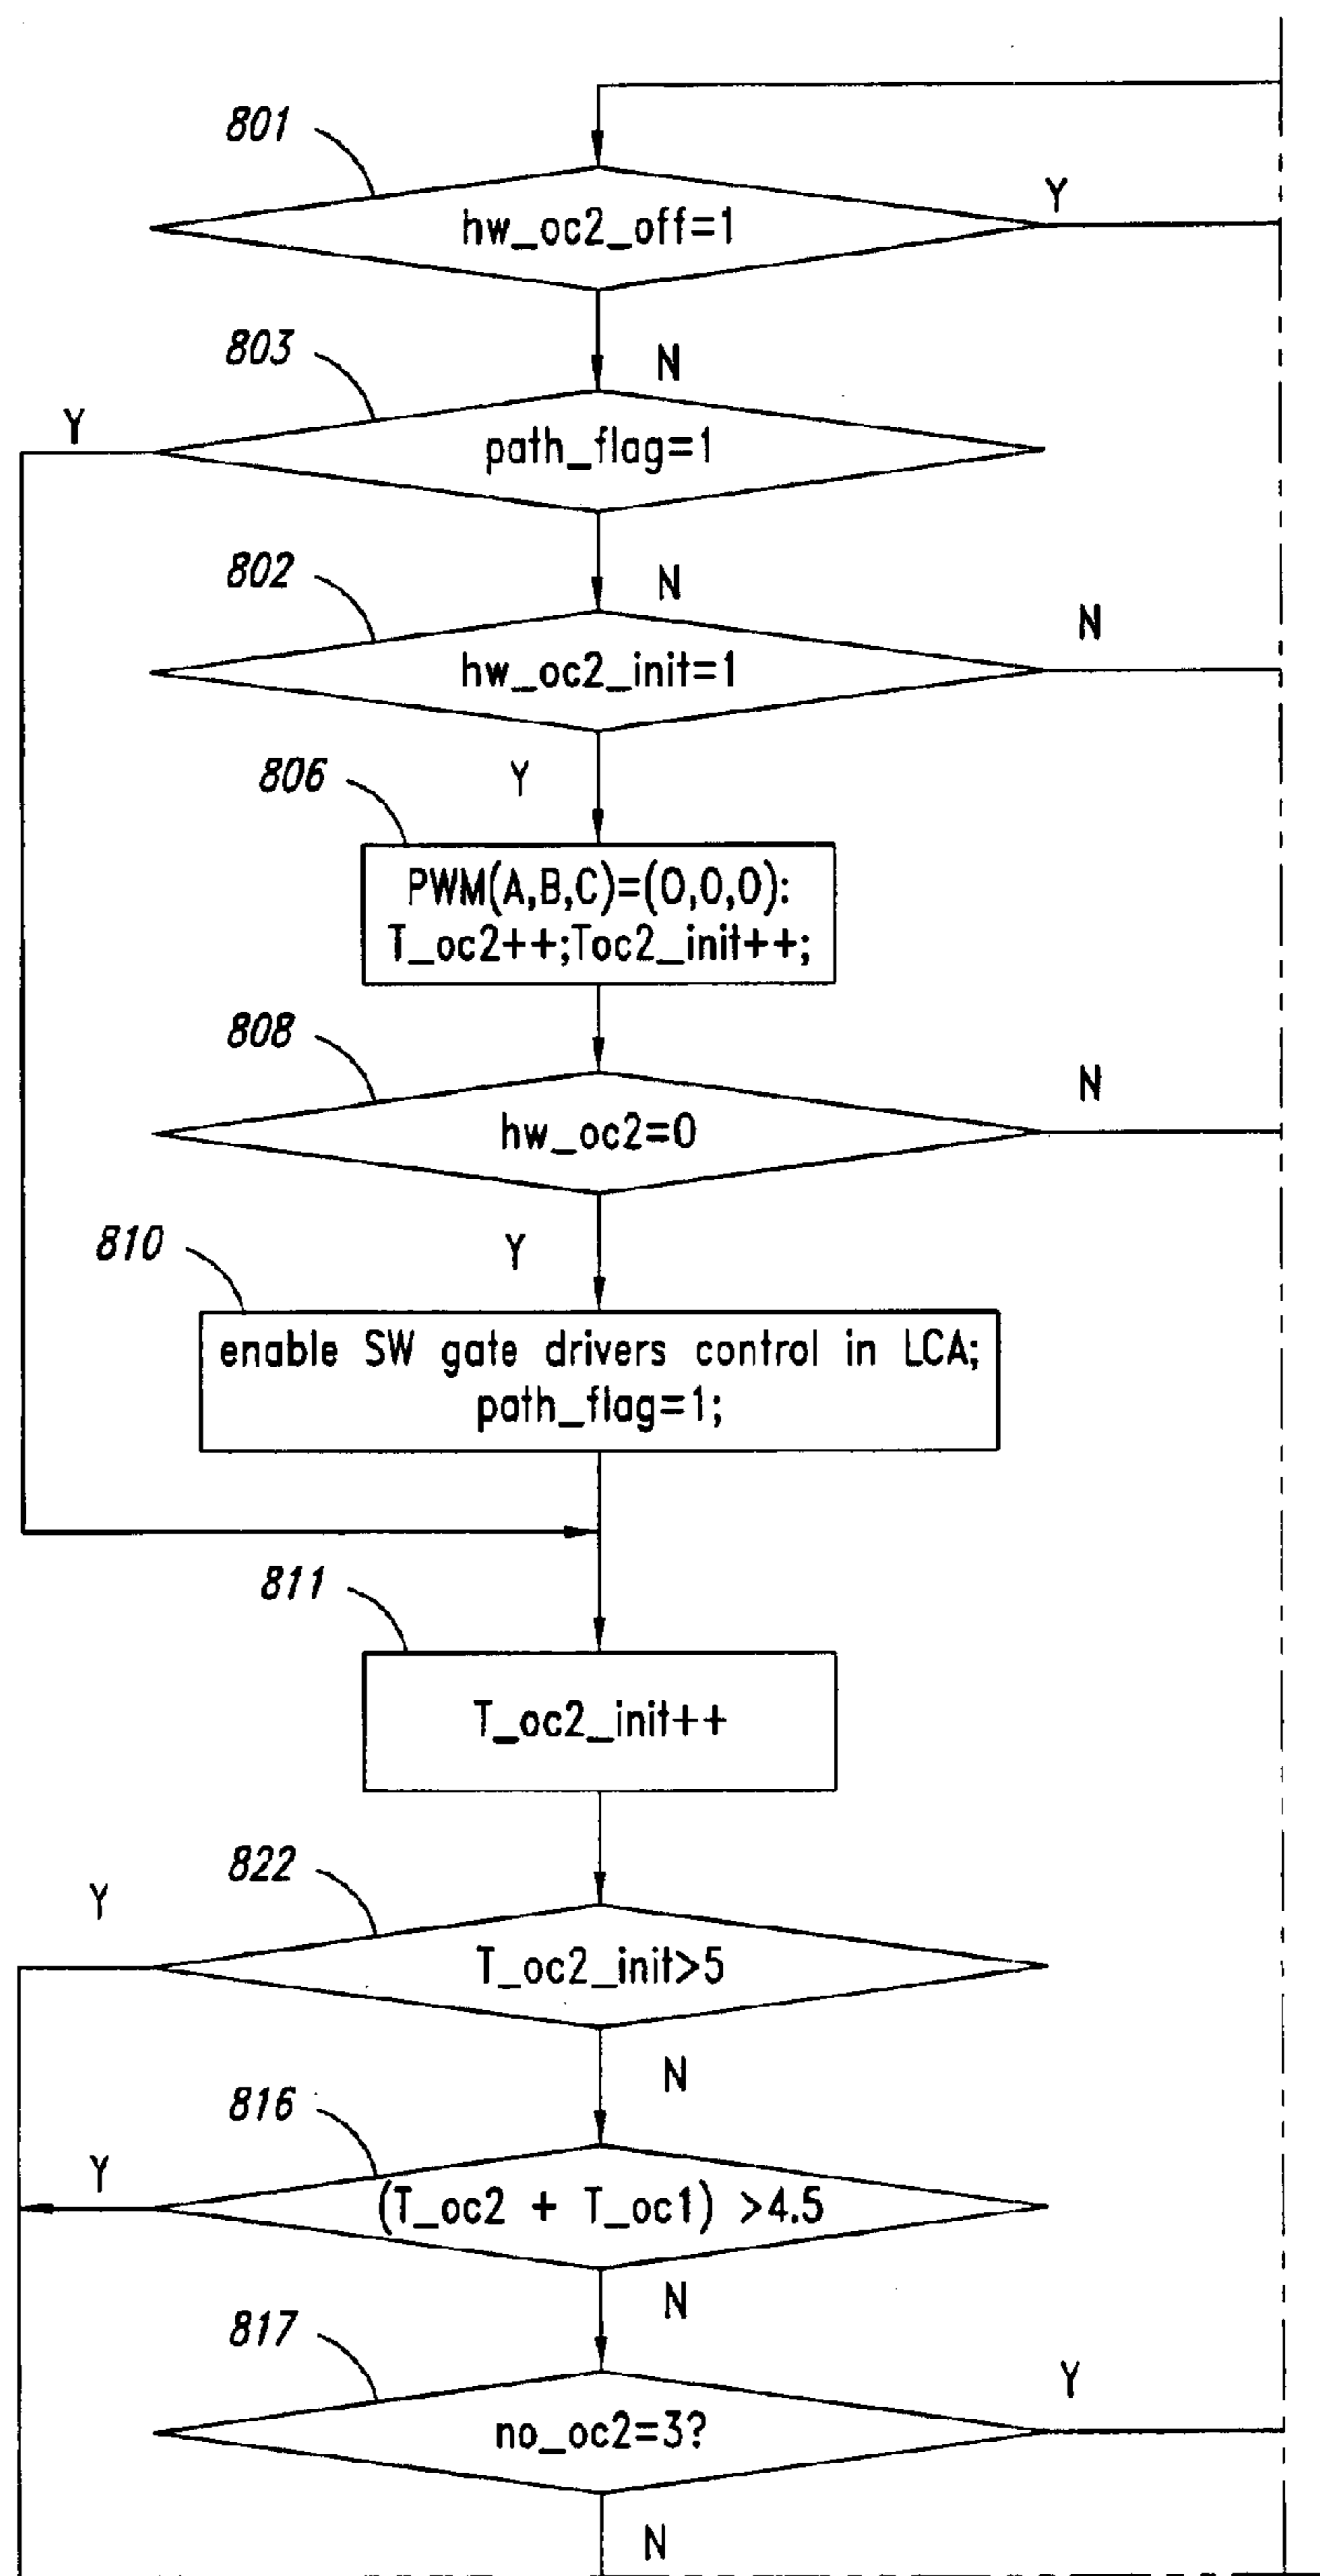 801
hw_oc2_off=1
Y
N
803
Y
path_flag=1
N
802
hw_oc2_init=1
N
Y
806
PWM(A,B,C)=(0,0,0):
T_oc2++;Toc2_init++;
808
hw_oc2=0
N
Y
810
enable SW gate drivers control in LCA;
path_flag=1;
811
T_oc2_init++
822
Y
T_oc2_init>5
N
816
Y
(T_oc2 + T_oc1) >4.5
N
817
Y
no_oc2=3?
N